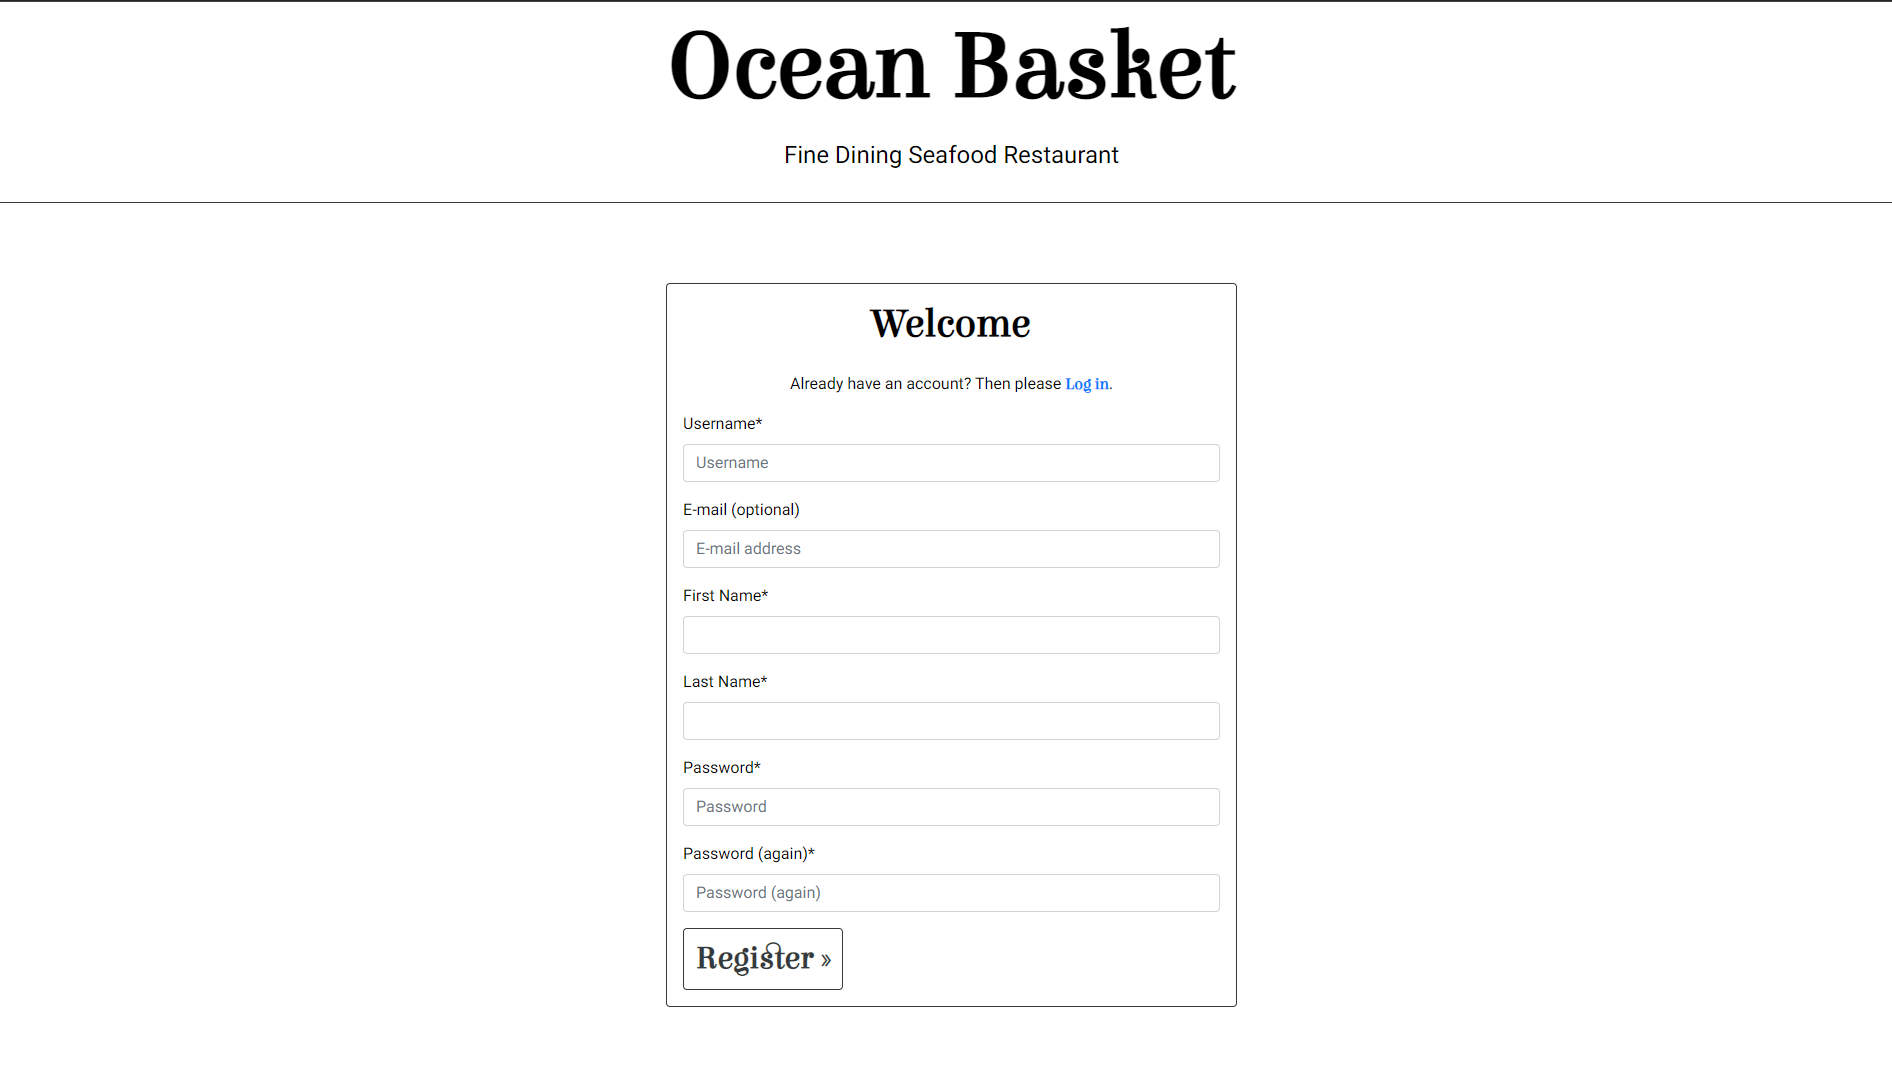 Ocean Basket
Fine Dining Seafood Restaurant
Welcome
Already have an account? Then please Log in.
Username*
Username
E-mail (optional)
E-mail address
First Name*
Last Name*
Password*
Password
Password (again)*
Password (again)
Register »